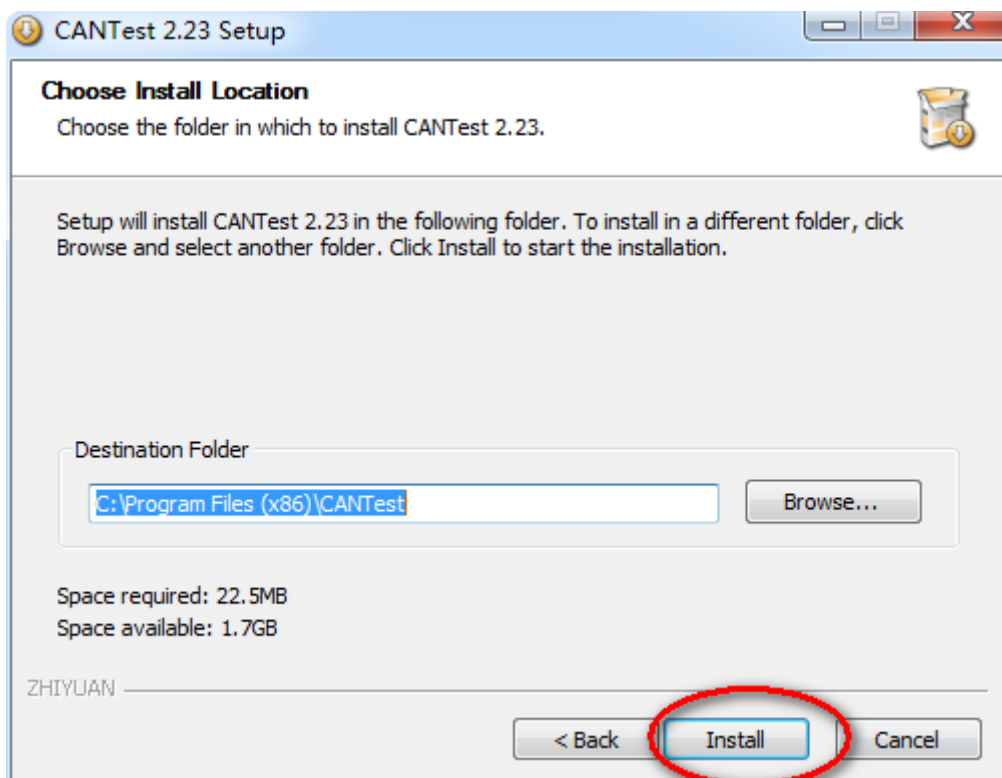 CANTest 2.23 Setup
Choose Install Location
Choose the folder in which to install CANTest 2.23.
Setup will install CANTest 2.23 in the following folder. To install in a different folder, click
Browse and select another folder. Click Install to start the installation.
Destination Folder
C:\Program Files (x86)\CANTest
Browse...
Space required: 22.5MB
Space available: 1.7GB
ZHIYUAN
< Back
Install
Cancel